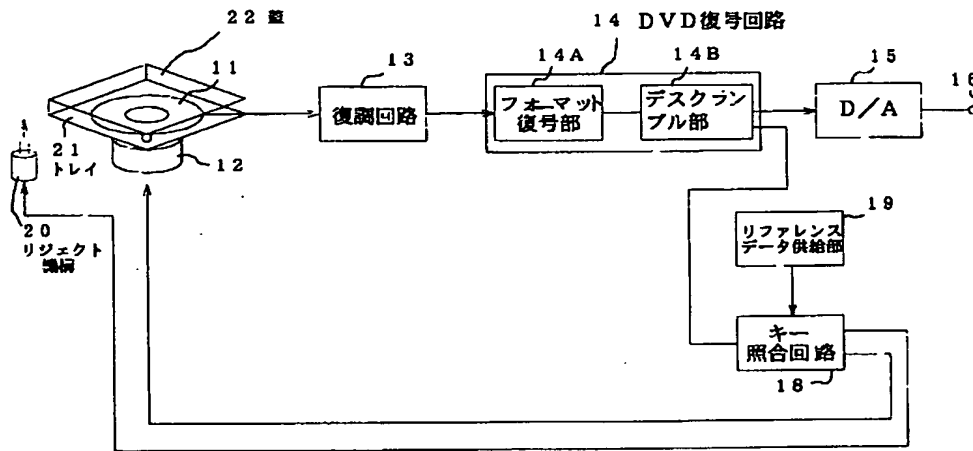 22 蓋
11
13
復調回路
14 DVD復号回路
14A
フォーマット
復号部
14B
デスクラン
ブル部
15
D/A
16
21
トレイ
12
20
リジェクト
機構
19
リファレンス
データ供給部
キー
照合回路
18